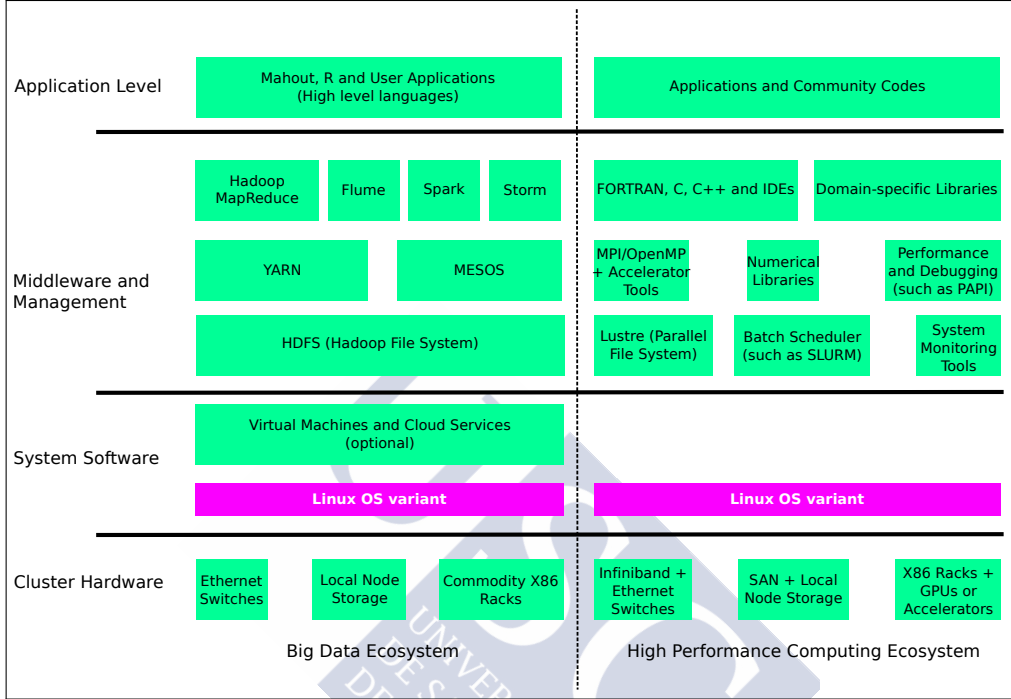 Application Level
Mahout, R and User Applications
(High level languages)
Applications and Community Codes
Middleware and
Management
Hadoop
MapReduce
Flume
Spark
Storm
FORTRAN, C, C++ and IDEs
Domain-specific Libraries
YARN
MESOS
MPI/OpenMP
+ Accelerator
Tools
Numerical
Libraries
Performance
and Debugging
(such as PAPI)
HDFS (Hadoop File System)
Lustre (Parallel
File System)
Batch Scheduler
(such as SLURM)
System
Monitoring
Tools
System Software
Virtual Machines and Cloud Services
(optional)
Linux OS variant
Linux OS variant
Cluster Hardware
Ethernet
Switches
Local Node
Storage
Commodity X86
Racks
Infiniband +
Ethernet
Switches
SAN + Local
Node Storage
X86 Racks +
GPUs or
Accelerators
Big Data Ecosystem
High Performance Computing Ecosystem
USC